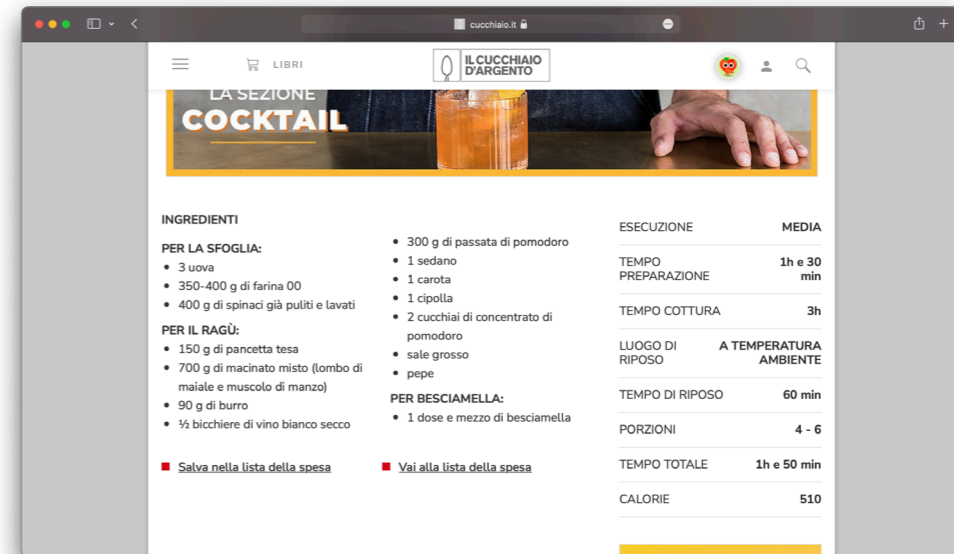 cucchiaio.it
LIBRI
IL CUCCHIAIO
D'ARGENTO
LA SEZIONE
COCKTAIL
INGREDIENTI
PER LA SFOGLIA:
3 uova
350-400 g di farina 00
400 g di spinaci già puliti e lavati
PER IL RAGÙ:
150 g di pancetta tesa
700 g di macinato misto (lombo di
maiale e muscolo di manzo)
90 g di burro
½ bicchiere di vino bianco secco
300 g di passata di pomodoro
1 sedano
1 carota
1 cipolla
2 cucchiai di concentrato di
pomodoro
sale grosso
pepe
PER BESCIAMELLA:
1 dose e mezzo di besciamella
Salva nella lista della spesa
Vai alla lista della spesa
ESECUZIONE MEDIA
TEMPO 1h e 30
PREPARAZIONE min
TEMPO COTTURA 3h
LUOGO DI A TEMPERATURA
RIPOSO AMBIENTE
TEMPO DI RIPOSO 60 min
PORZIONI 4 - 6
TEMPO TOTALE 1h e 50 min
CALORIE 510